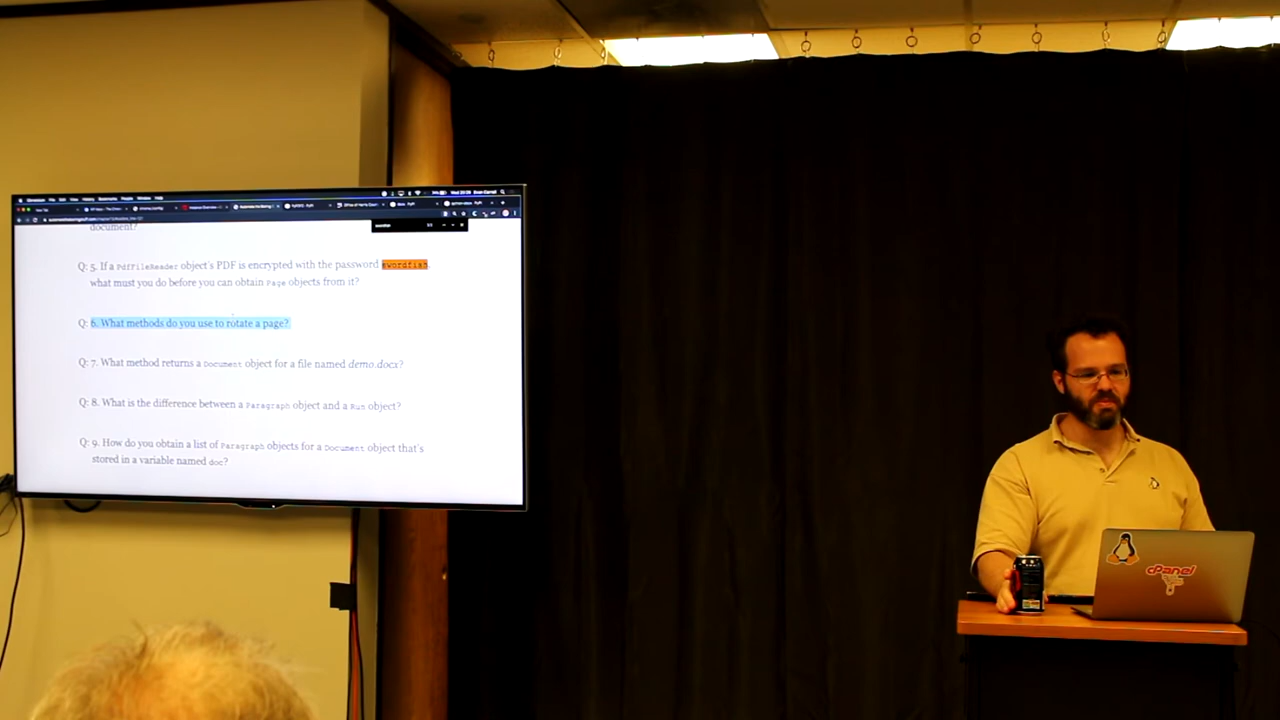 document?
Q: 5. If a PdfFileReader object's PDF is encrypted with the password swordfish
what must you do before you can obtain Page objects from it?
Q: 6. What methods do you use to rotate a page?
Q: 7. What method returns a Document object for a file named demo.docx?
Q: 8. What is the difference between a Paragraph object and a Run object?
Q: 9. How do you obtain a list of Paragraph objects for a Document object that's
stored in a variable named doc?
cPanel